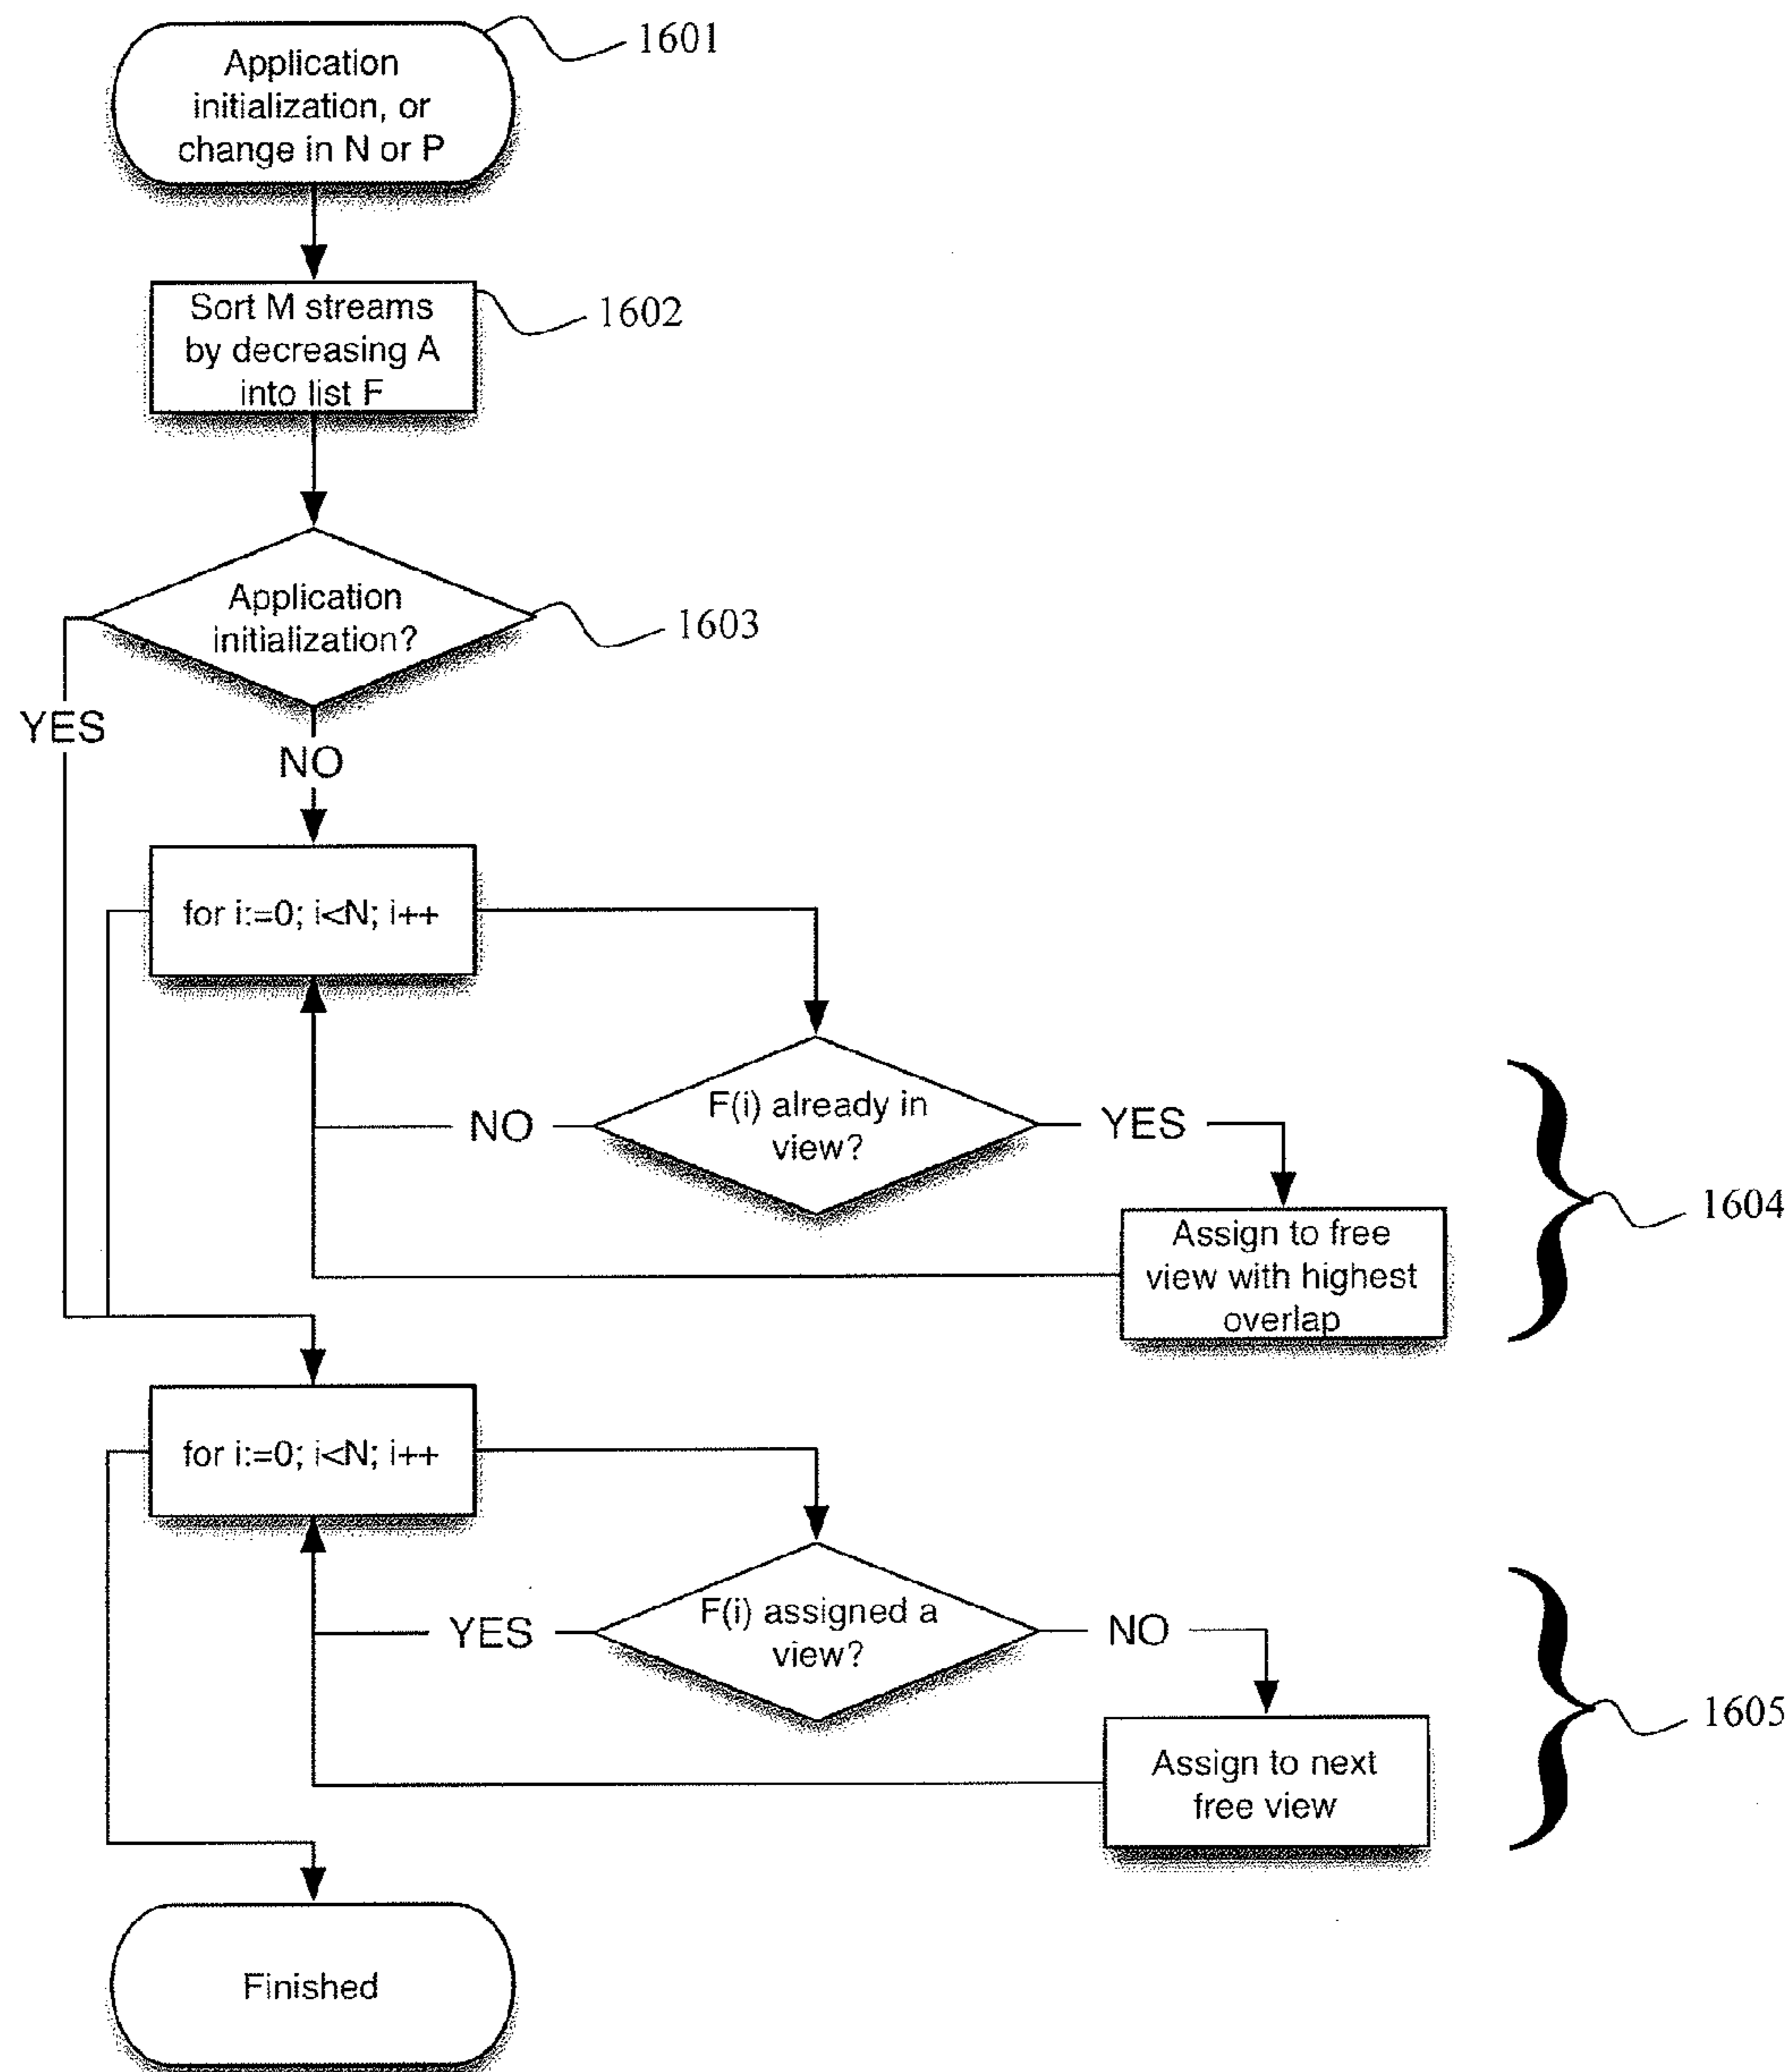 Application
initialization, or
change in N or P
1601
Sort M streams
by decreasing A
into list F
1602
Application
initialization?
1603
YES
NO
for i:=0; i<N; i++
F(i) already in
view?
NO
YES
Assign to free
view with highest
overlap
1604
for i:=0; i<N; i++
F(i) assigned a
view?
YES
NO
Assign to next
free view
1605
Finished